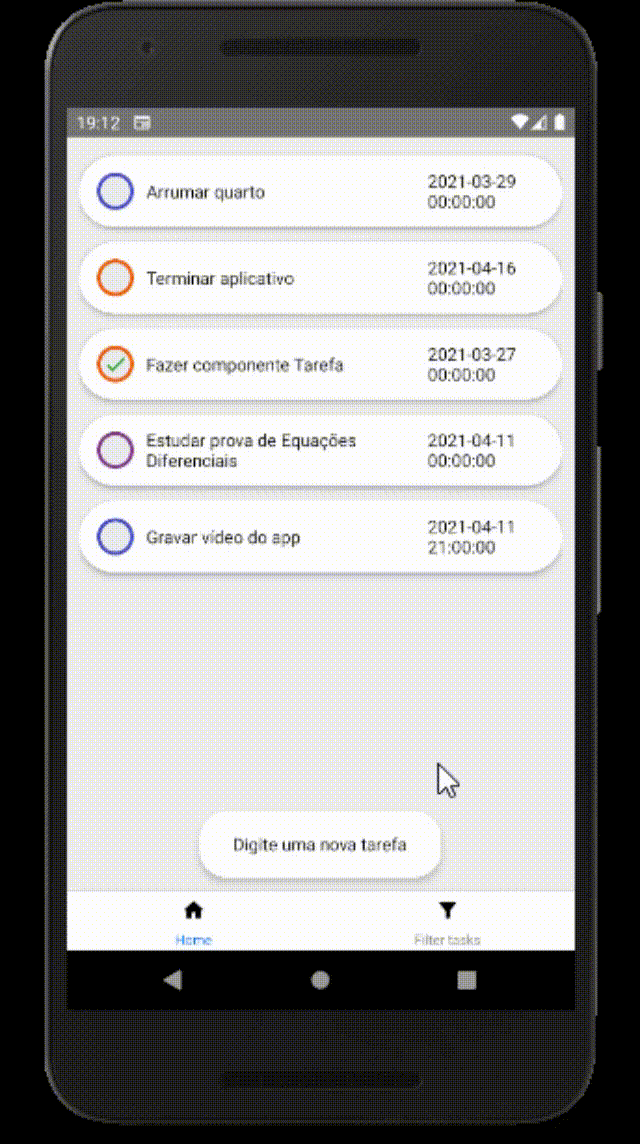 19:12
Arrumar quarto
2021-03-29
00:00:00
Terminar aplicativo
2021-04-16
00:00:00
Fazer componente Tarefa
2021-03-27
00:00:00
Estudar prova de Equações
Diferenciais
2021-04-11
00:00:00
Gravar vídeo do app
2021-04-11
21:00:00
Digite uma nova tarefa
Home
Filter tasks